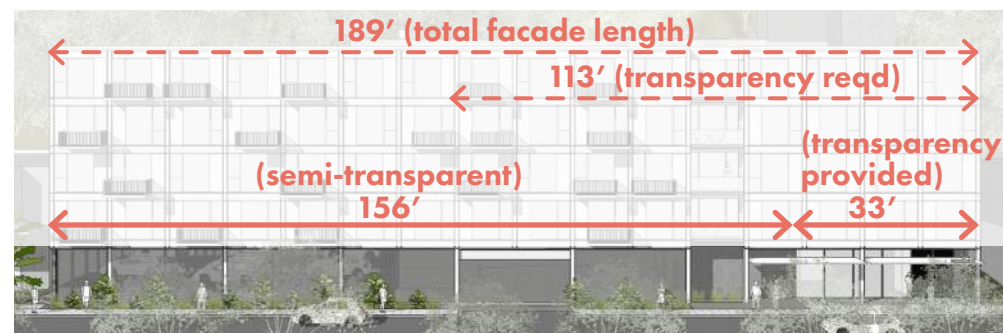 189’ (total facade length)
113’ (transparency reqd)
(semi-transparent)
156’
(transparency
provided)
33’